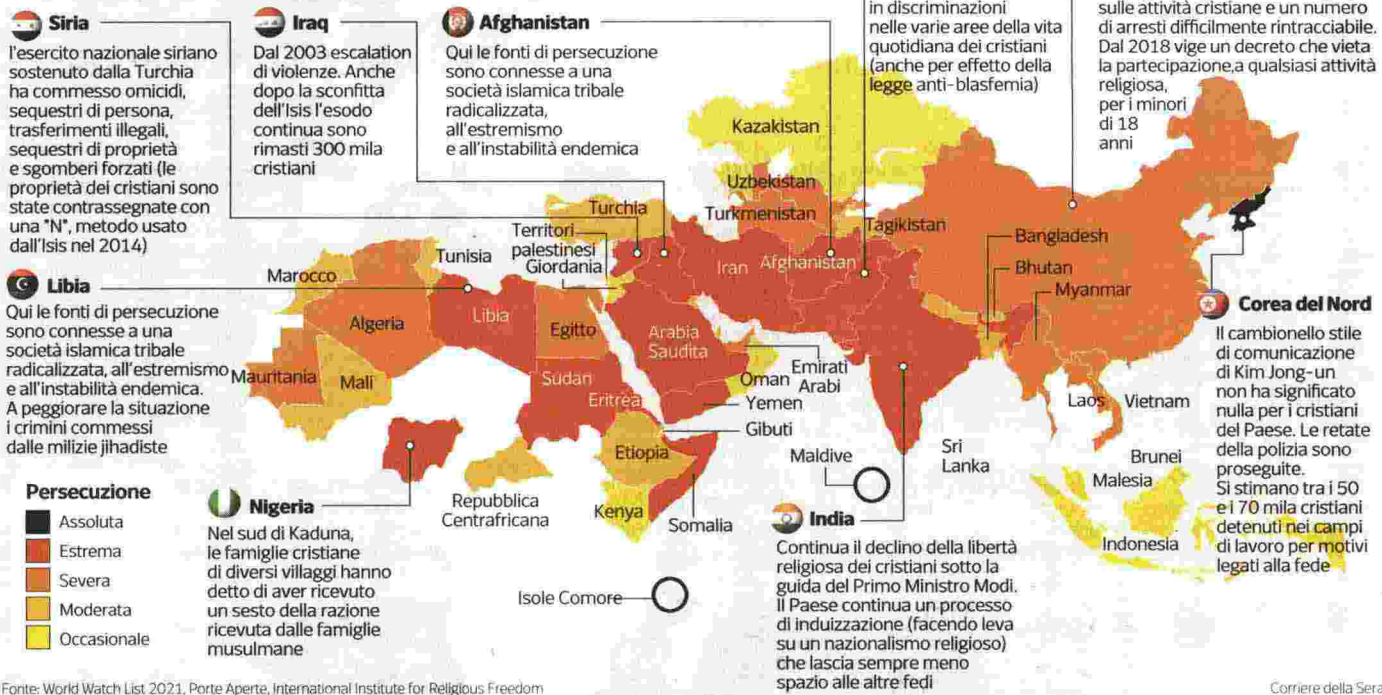 Siria
l'esercito nazionale siriano
sostenuto dalla Turchia
ha commesso omicidi,
sequestri di persona,
trasferimenti illegali,
sequestri di proprietà
e sgomberi forzati (le
proprietà dei cristiani sono
state contrassegnate con
una "N", metodo usato
dall'Isis nel 2014)
Iraq
Dal 2003 escalation
di violenze. Anche
dopo la sconfitta
dell'Isis l'esodo
continua sono
rimasti 300 mila
cristiani
Afghanistan
Qui le fonti di persecuzione
sono connesse a una
società islamica tribale
radicalizzata,
all'estremismo
e all'instabilità endemica
in discriminazioni
nelle varie aree della vita
quotidiana dei cristiani
(anche per effetto della
legge anti-blasfemia)
sulle attività cristiane e un numero
di arresti difficilmente rintracciabile.
Dal 2018 vige un decreto che vieta
la partecipazione,a qualsiasi attività
religiosa,
per i minori
di 18
anni
Libia
Qui le fonti di persecuzione
sono connesse a una
società islamica tribale
radicalizzata, all'estremismo
e all'instabilità endemica.
A peggiorare la situazione
i crimini commessi
dalle milizie jihadiste
Kazakistan
Uzbekistan
Turchia
Turkmenistan
Tagikistan
Territori
palestinesi
Giordania
Tunisia
Marocco
Iran
Afghanistan
Bangladesh
Bhutan
Myanmar
Algeria
Libia
Egitto
Arabia
Saudita
Mauritania
Mali
Sudan
Eritrea
Oman
Emirati
Arabi
Yemen
Gibuti
Laos
Vietnam
Etiopia
Maldive
Sri
Lanka
Brunei
Malesia
Indonesia
Repubblica
Centrafricana
Kenya
Somalia
Isole Comore
Corea del Nord
Il cambionello stile
di comunicazione
di Kim Jong-un
non ha significato
nulla per i cristiani
del Paese. Le retate
della polizia sono
proseguite.
Si stimano tra i 50
e i 70 mila cristiani
detenuti nei campi
di lavoro per motivi
legati alla fede
Persecuzione
Assoluta
Estrema
Severa
Moderata
Occasionale
Nigeria
Nel sud di Kaduna,
le famiglie cristiane
di diversi villaggi hanno
detto di aver ricevuto
un sesto della razione
ricevuta dalle famiglie
musulmane
India
Continua il declino della libertà
religiosa dei cristiani sotto la
guida del Primo Ministro Modi.
Il Paese continua un processo
di induizzazione (facendo leva
su un nazionalismo religioso)
che lascia sempre meno
spazio alle altre fedi
Fonte: World Watch List 2021, Porte Aperte, International Institute for Religious Freedom
Corriere della Sera